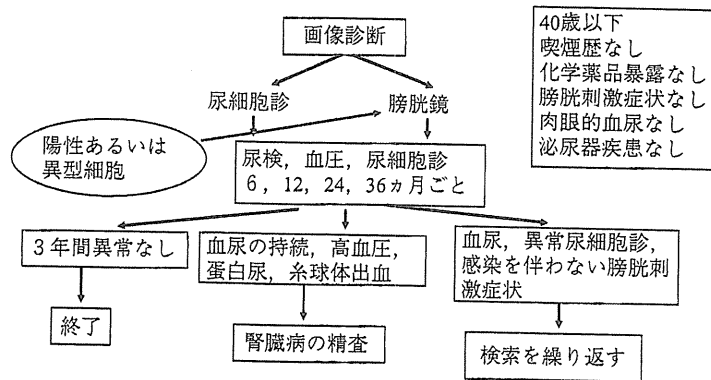 画像診断
40歳以下
喫煙歴なし
化学薬品暴露なし
膀胱刺激症状なし
肉眼的血尿なし
泌尿器疾患なし
尿細胞診
膀胱鏡
陽性あるいは
異型細胞
尿検，血圧，尿細胞診
6，12，24，36ヵ月ごと
3年間異常なし
血尿の持続，高血圧，
蛋白尿，糸球体出血
血尿，異常尿細胞診，
感染を伴わない膀胱刺
激症状
終了
腎臓病の精査
検索を繰り返す